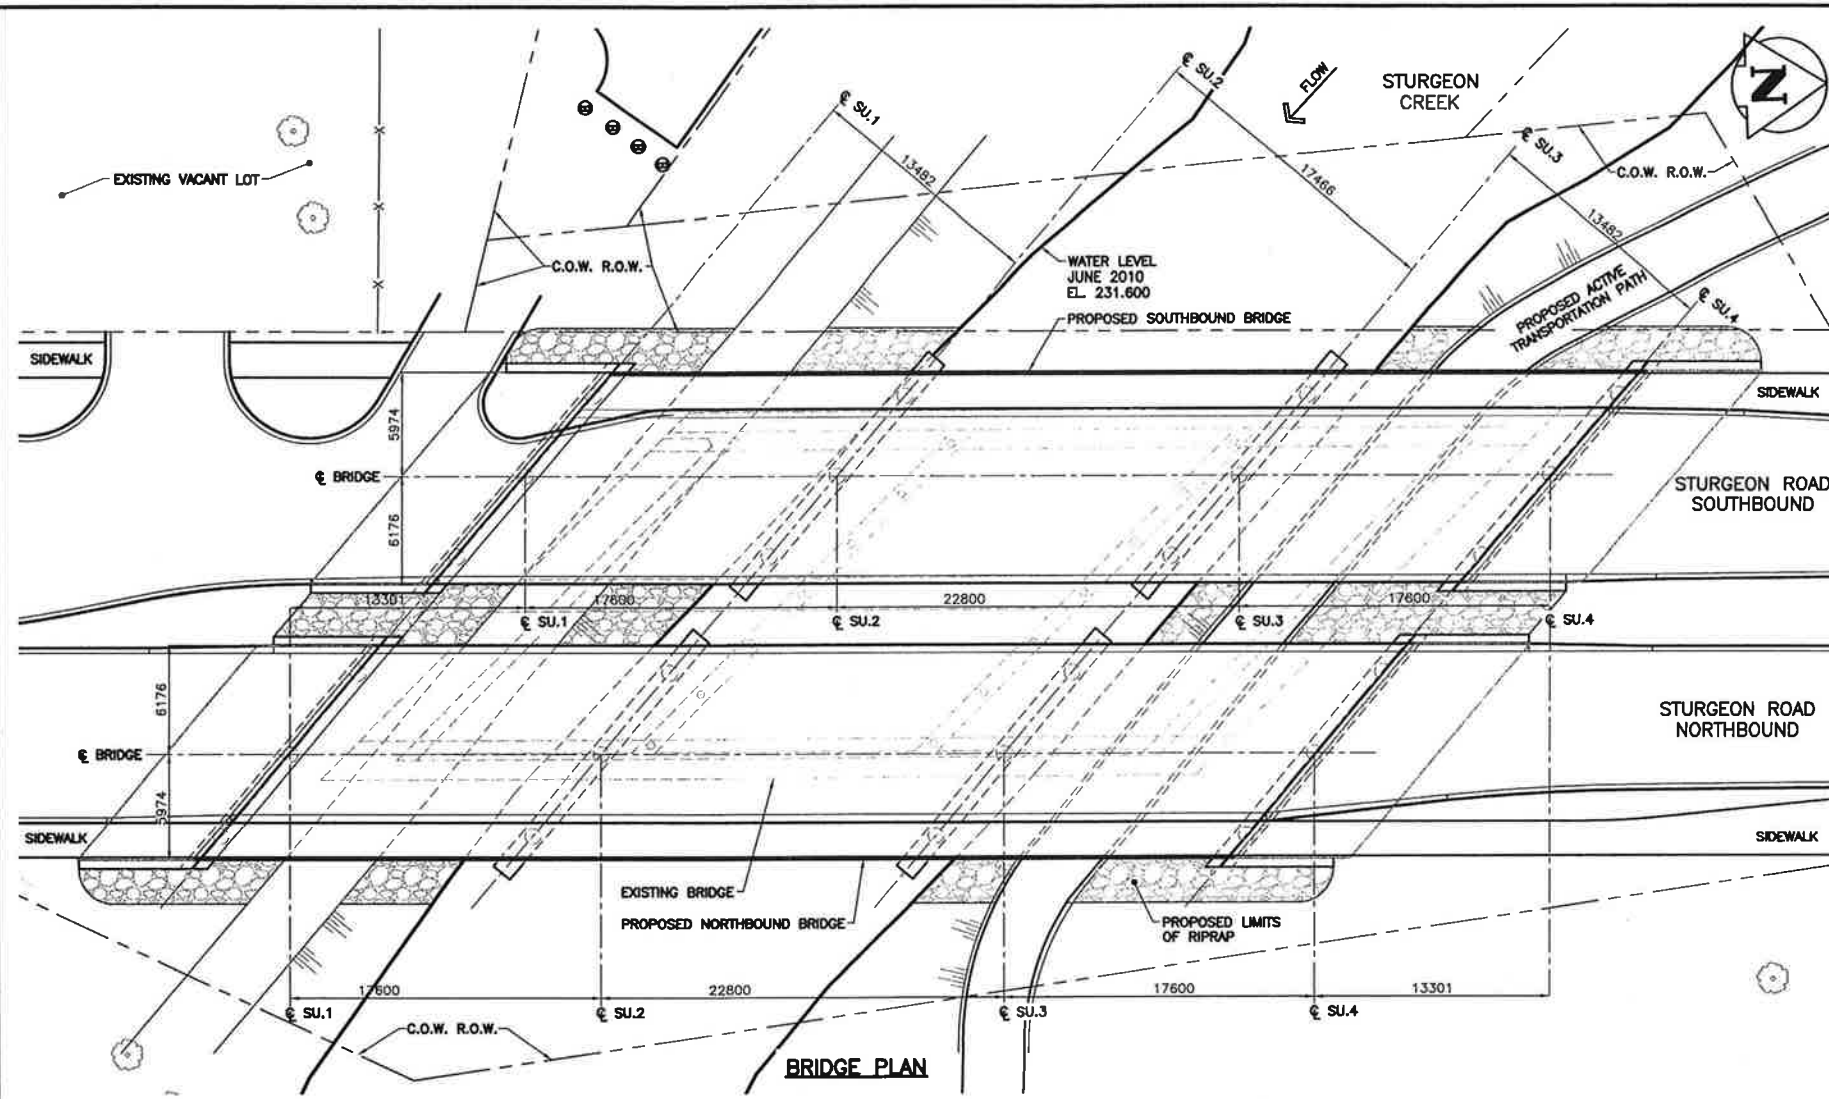 ℄ SU.1
℄ SU.2
FLOW
STURGEON
CREEK
N
℄ SU.3
C.O.W. R.O.W.
EXISTING VACANT LOT
13482
17466
13482
C.O.W. R.O.W.
WATER LEVEL
JUNE 2010
EL. 231.600
PROPOSED SOUTHBOUND BRIDGE
PROPOSED ACTIVE
TRANSPORTATION PATH
℄ SU.4
SIDEWALK
SIDEWALK
5974
℄ BRIDGE
6176
STURGEON ROAD
SOUTHBOUND
13301
17600
22800
17600
℄ SU.1
℄ SU.2
℄ SU.3
℄ SU.4
6176
℄ BRIDGE
5974
STURGEON ROAD
NORTHBOUND
SIDEWALK
SIDEWALK
EXISTING BRIDGE
PROPOSED NORTHBOUND BRIDGE
PROPOSED LIMITS
OF RIPRAP
17600
22800
17600
13301
℄ SU.1
℄ SU.2
℄ SU.3
℄ SU.4
C.O.W. R.O.W.
BRIDGE PLAN